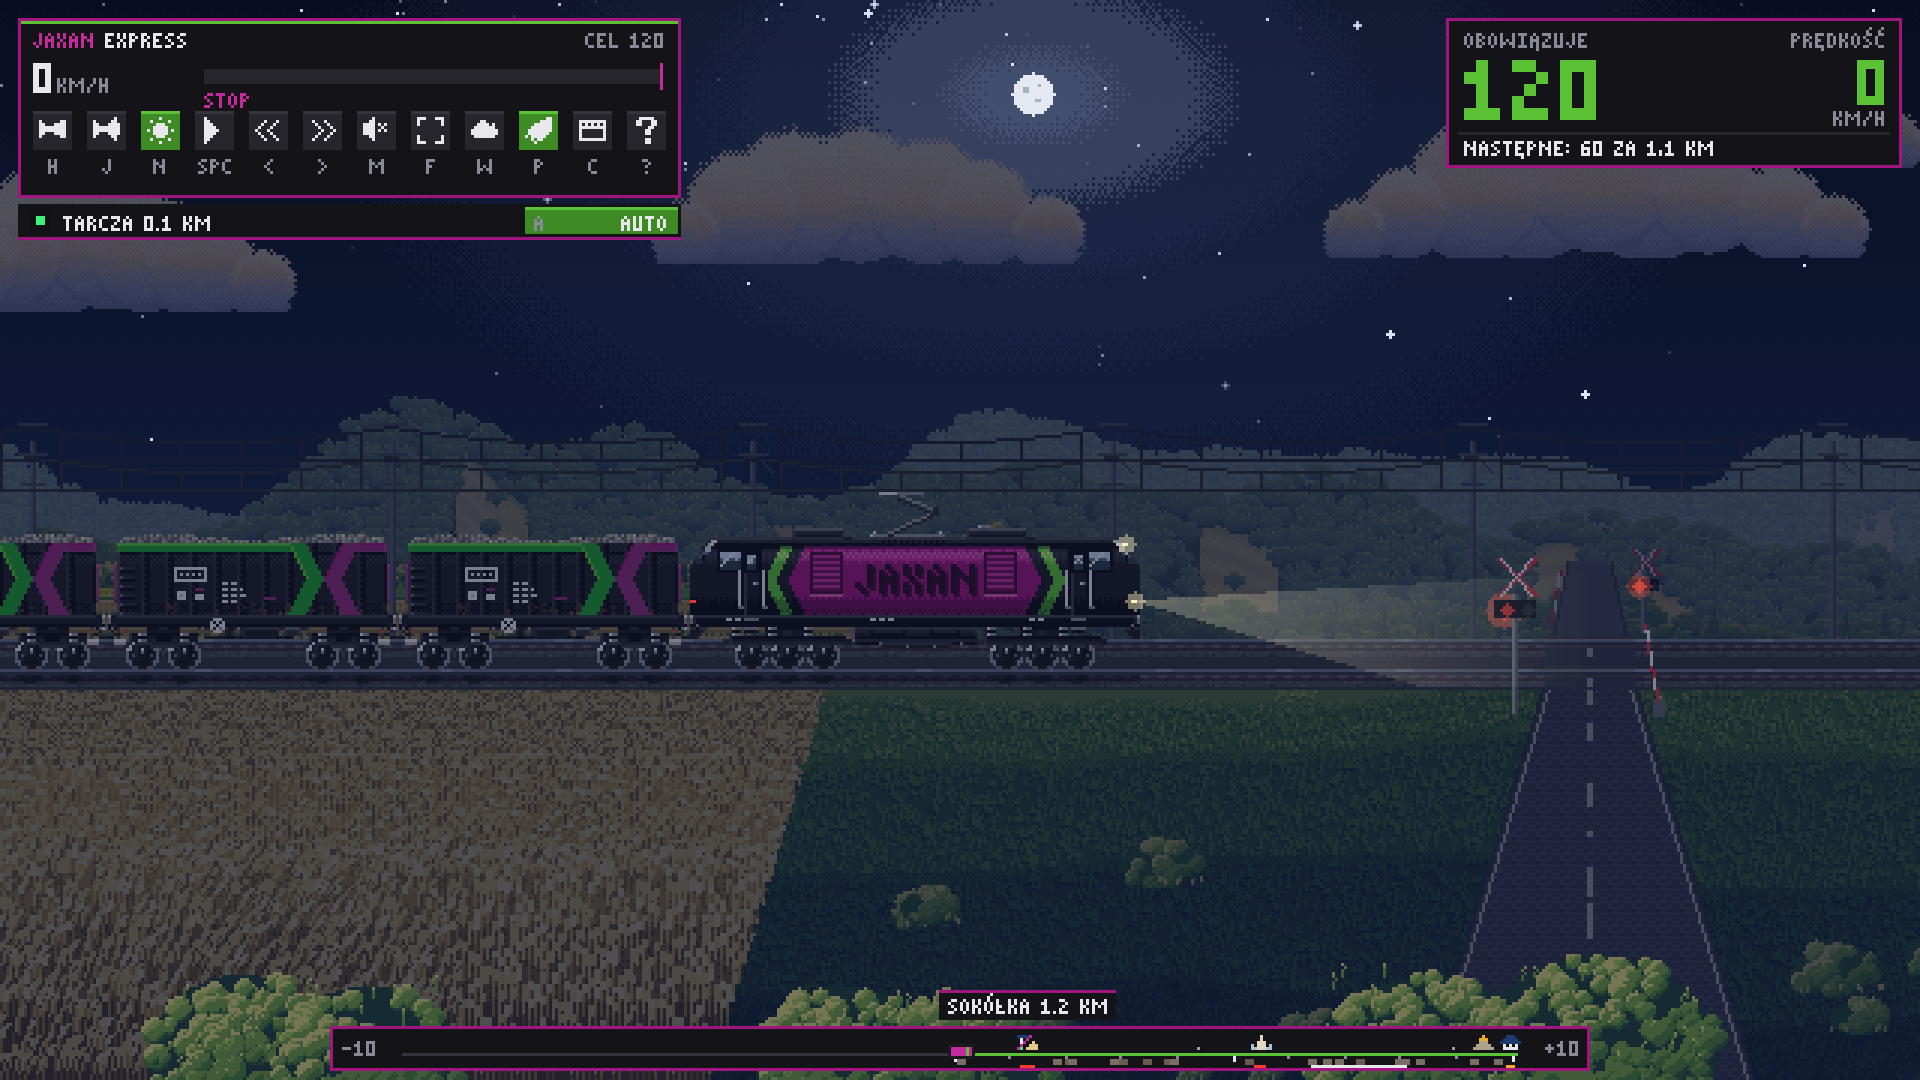 JAXAN EXPRESS
CEL 120
0 KM/H
STOP
H J N SPC < > M F W P C ?
TARCZA 0.1 KM
A AUTO
OBOWIĄZUJE
PRĘDKOŚĆ
120
0
KM/H
NASTĘPNE: 60 ZA 1.1 KM
JAXAN
SOKÓŁKA 1.2 KM
-10
+10